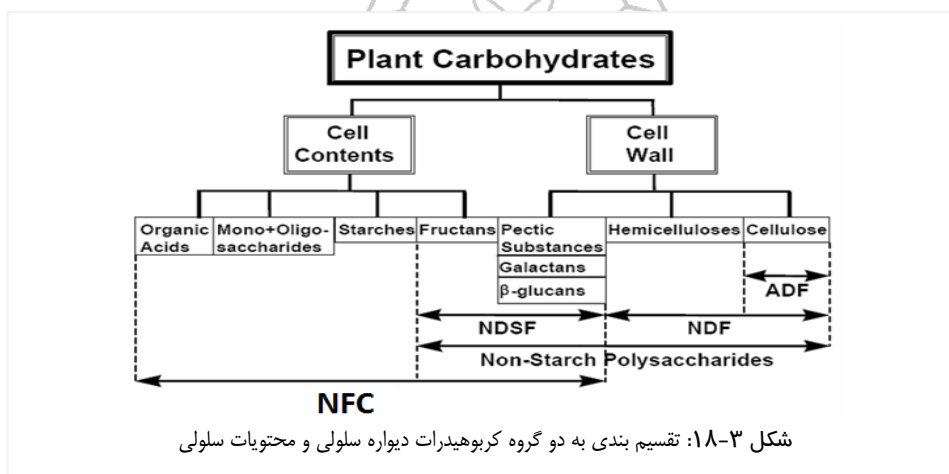 Plant Carbohydrates
Cell
Contents
Cell
Wall
Organic
Acids
Mono+Oligo-
saccharides
Starches
Fructans
Pectic
Substances
Galactans
β-glucans
Hemicelluloses
Cellulose
ADF
NDSF
NDF
Non-Starch Polysaccharides
NFC
شکل ۳-۱۸: تقسیم بندی به دو گروه کربوهیدرات دیواره سلولی و محتویات سلولی